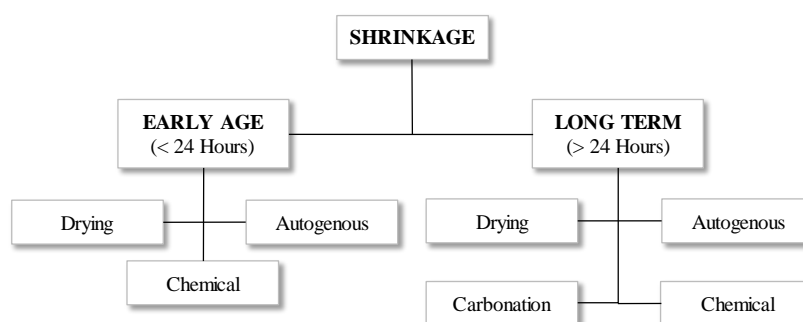 SHRINKAGE
EARLY AGE
(< 24 Hours)
LONG TERM
(> 24 Hours)
Drying
Autogenous
Chemical
Drying
Autogenous
Carbonation
Chemical